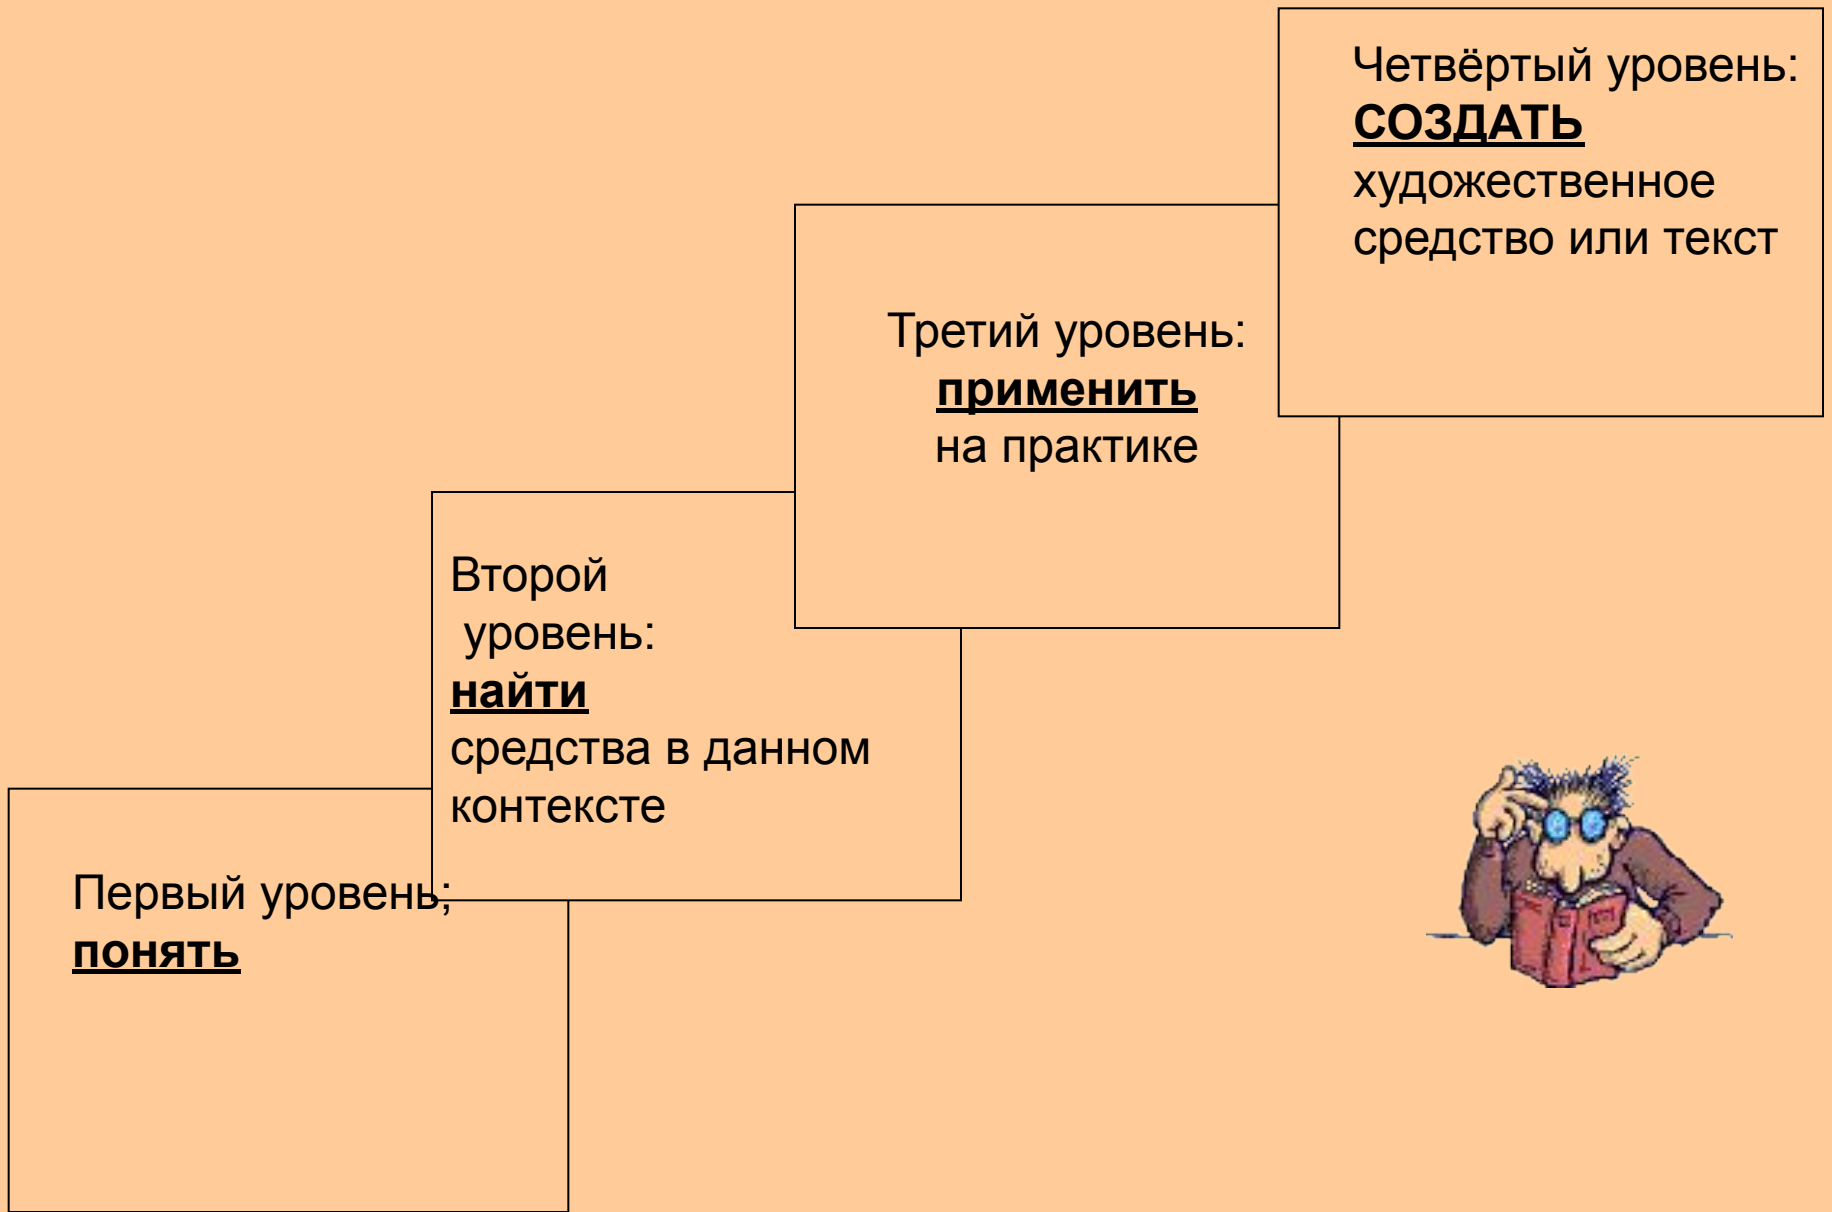 Первый уровень;
понять
Второй
уровень:
найти
средства в данном
контексте
Третий уровень:
применить
на практике
Четвёртый уровень:
СОЗДАТЬ
художественное
средство или текст